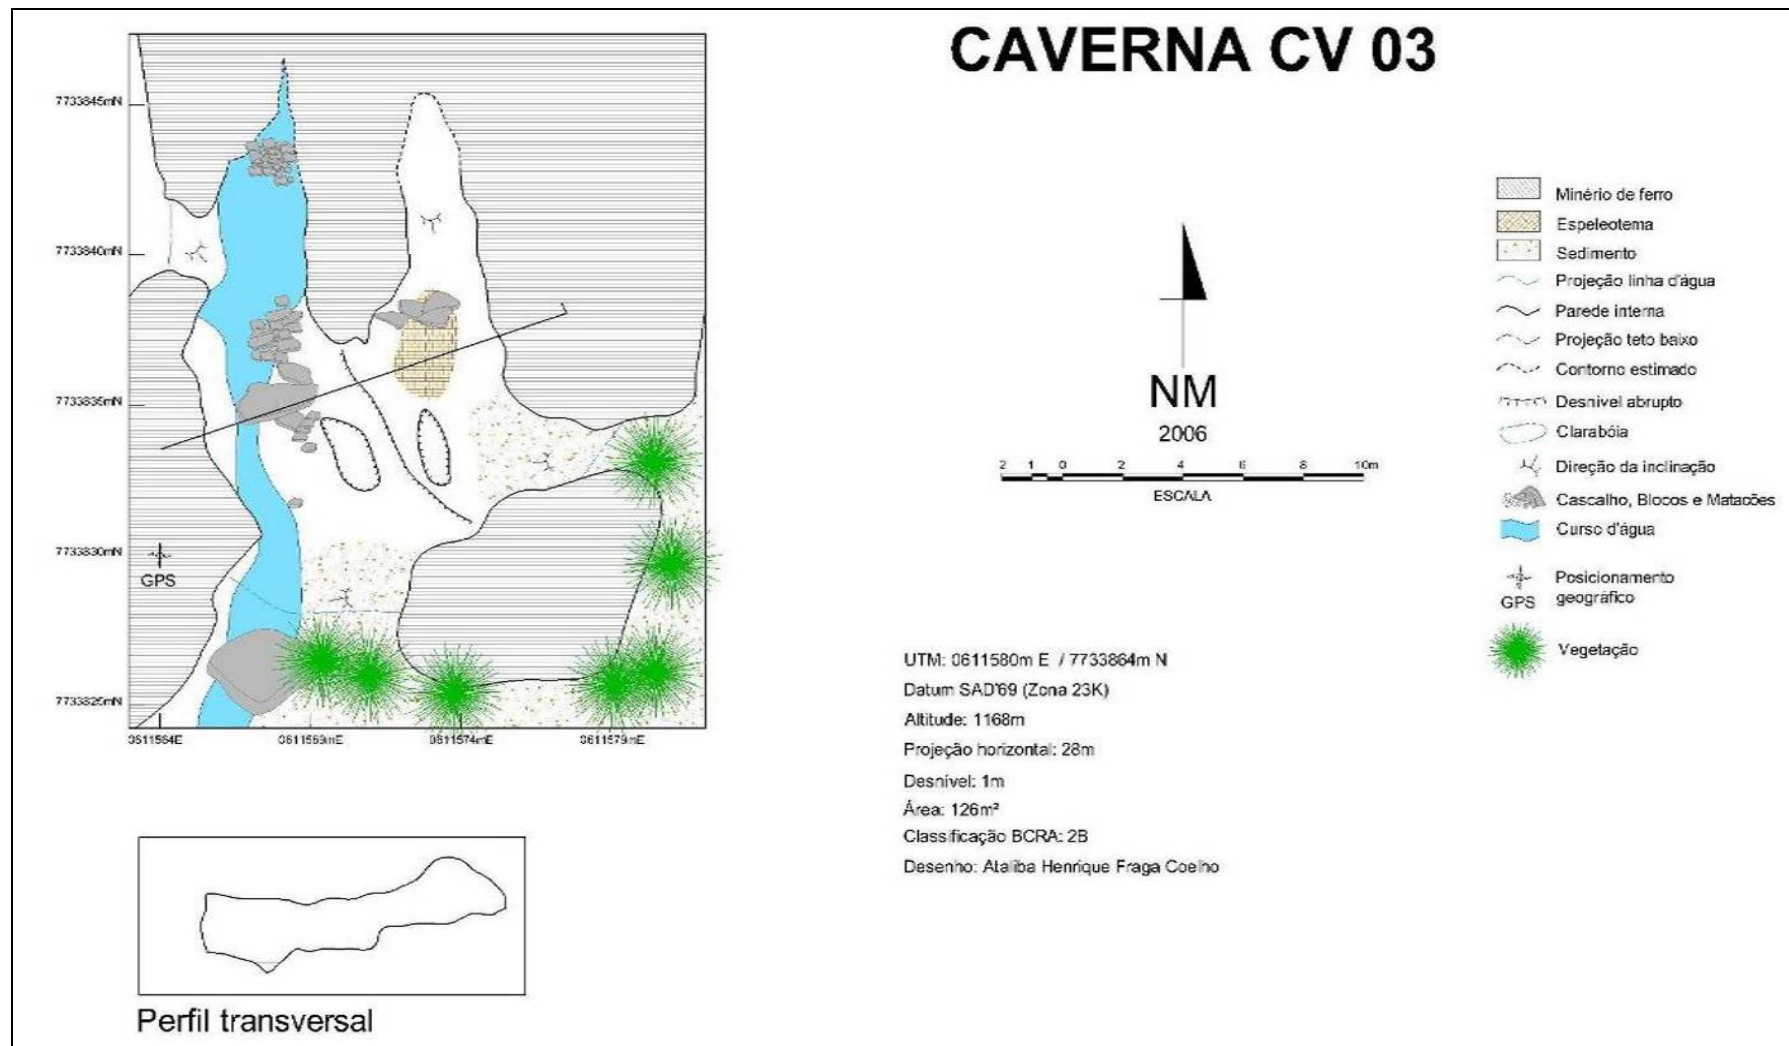 CAVERNA CV 03
7733845mN
7733840mN
7733835mN
7733830mN
7733825mN
GPS
0611564E
0611569mE
0611574mE
0611579mE
NM
2006
2 1 0 2 4 6 8 10m
ESCALA
Minério de ferro
Espeleotema
Sedimento
Projeção linha d'água
Parede interna
Projeção teto baixo
Contorno estimado
Desnível abrupto
Clarabóia
Direção da inclinação
Cascalho, Blocos e Matacões
Curso d'água
GPS
Posicionamento
geográfico
Vegetação
UTM: 0611580m E / 7733864m N
Datum SAD'69 (Zona 23K)
Altitude: 1168m
Projeção horizontal: 28m
Desnível: 1m
Área: 126m²
Classificação BCRA: 2B
Desenho: Ataliba Henrique Fraga Coelho
Perfil transversal